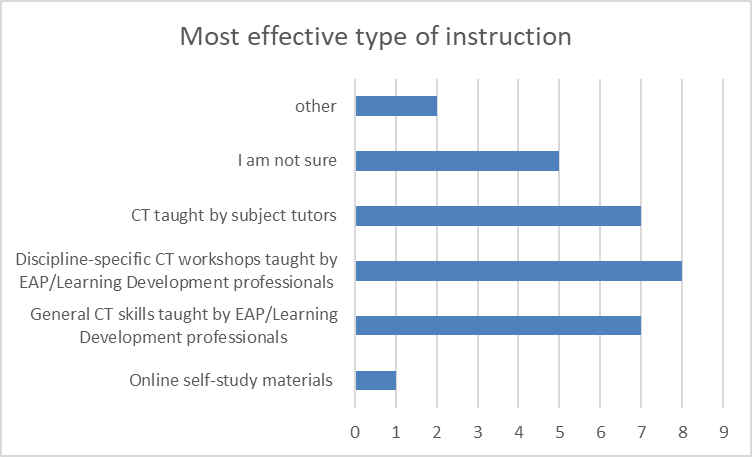 Most effective type of instruction
other
I am not sure
CT taught by subject tutors
Discipline-specific CT workshops taught by
EAP/Learning Development professionals
General CT skills taught by EAP/Learning
Development professionals
Online self-study materials
0 1 2 3 4 5 6 7 8 9